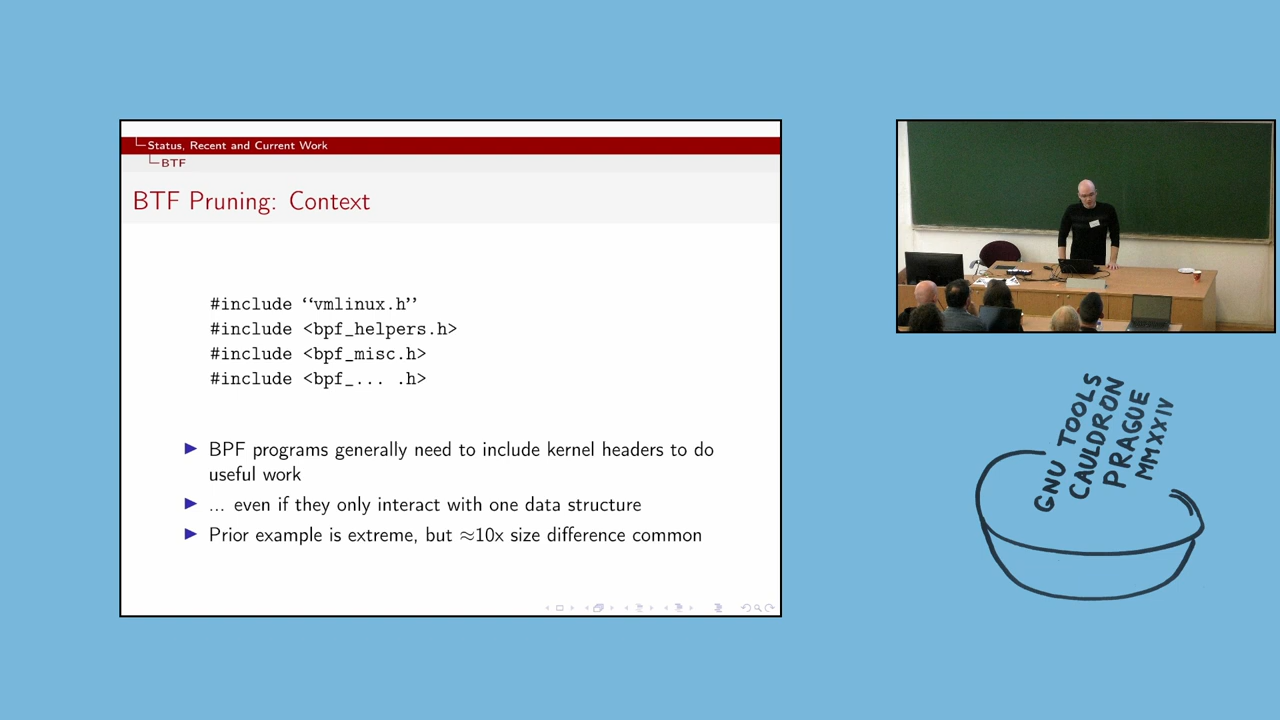 Status, Recent and Current Work
BTF
BTF Pruning: Context
#include “vmlinux.h”
#include <bpf_helpers.h>
#include <bpf_misc.h>
#include <bpf_... .h>
BPF programs generally need to include kernel headers to do
useful work
... even if they only interact with one data structure
Prior example is extreme, but ≈10x size difference common
GNU TOOLS
CAULDRON
PRAGUE
MMXXIV